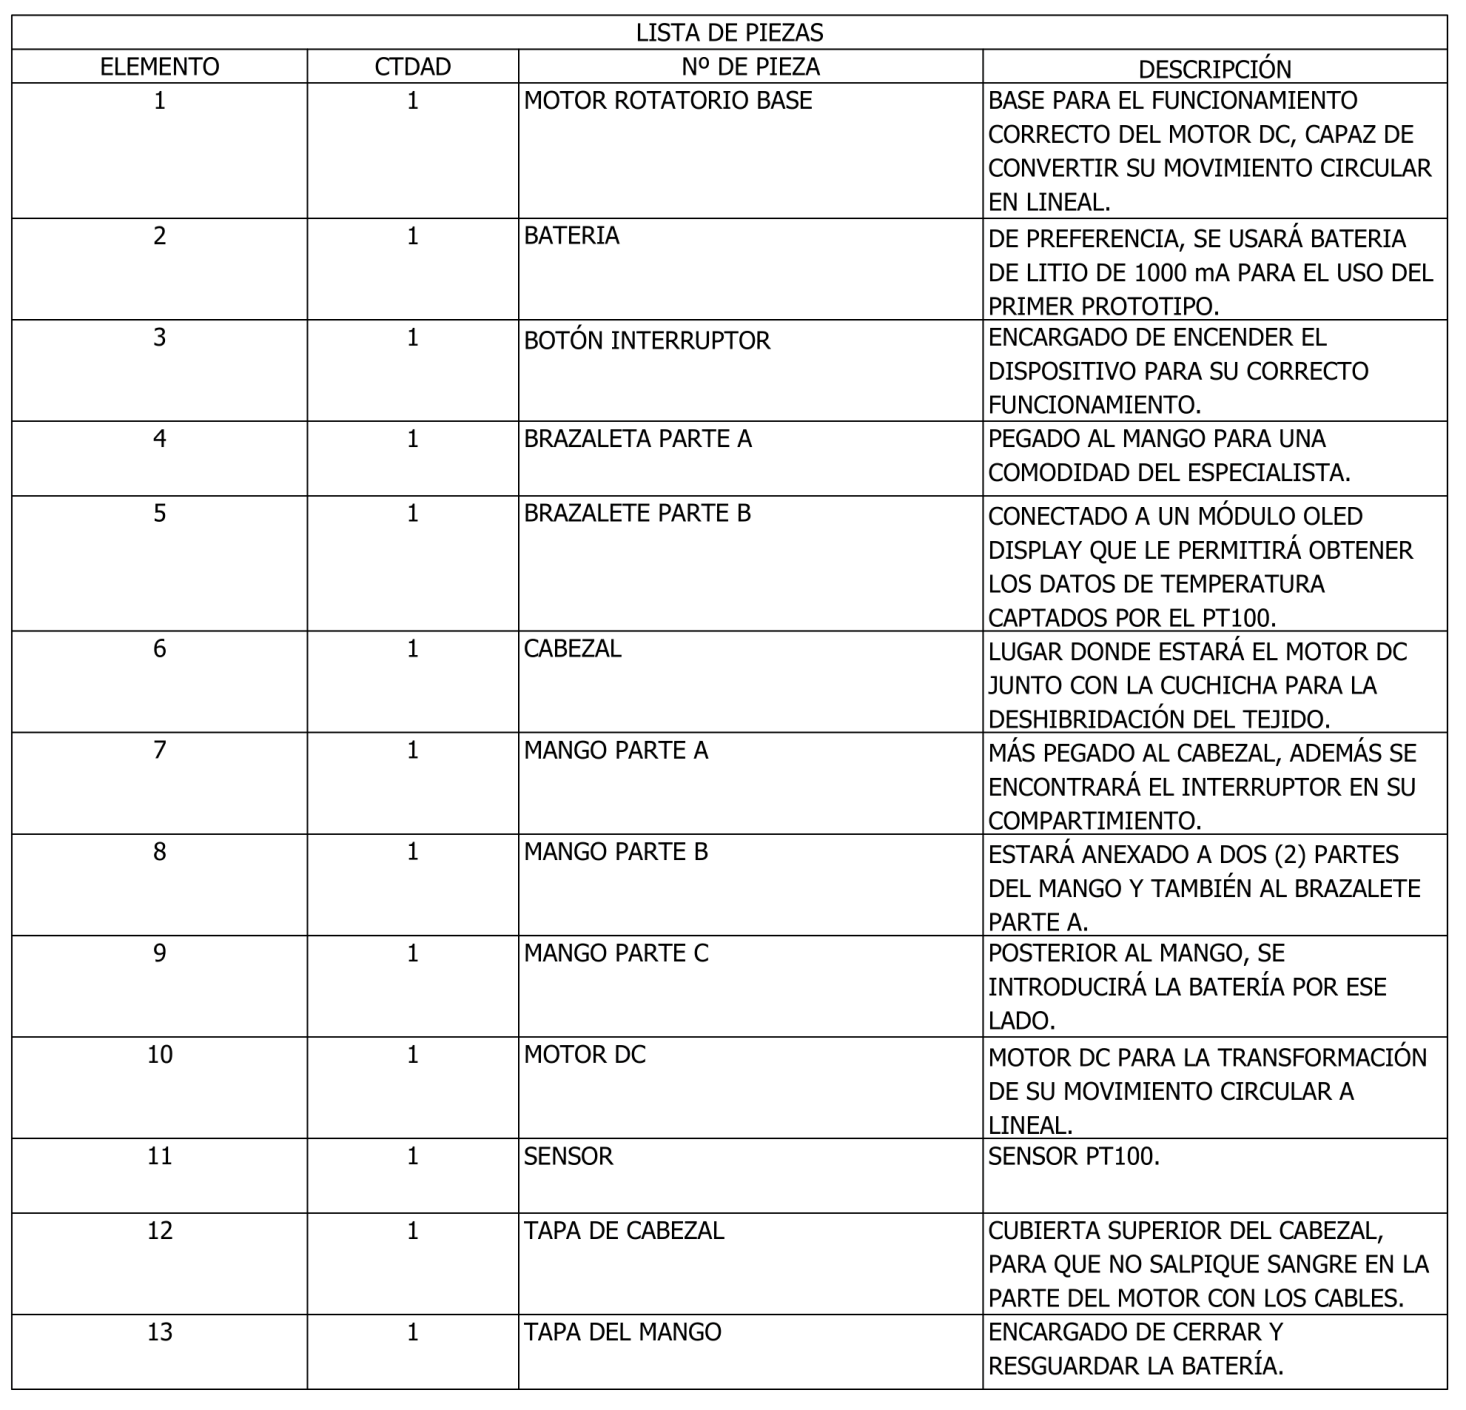 LISTA DE PIEZAS
ELEMENTO CTDAD Nº DE PIEZA DESCRIPCIÓN
1 1 MOTOR ROTATORIO BASE BASE PARA EL FUNCIONAMIENTO
CORRECTO DEL MOTOR DC, CAPAZ DE
CONVERTIR SU MOVIMIENTO CIRCULAR
EN LINEAL.
2 1 BATERIA DE PREFERENCIA, SE USARÁ BATERIA
DE LITIO DE 1000 mA PARA EL USO DEL
PRIMER PROTOTIPO.
3 1 BOTÓN INTERRUPTOR ENCARGADO DE ENCENDER EL
DISPOSITIVO PARA SU CORRECTO
FUNCIONAMIENTO.
4 1 BRAZALETA PARTE A PEGADO AL MANGO PARA UNA
COMODIDAD DEL ESPECIALISTA.
5 1 BRAZALETE PARTE B CONECTADO A UN MÓDULO OLED
DISPLAY QUE LE PERMITIRÁ OBTENER
LOS DATOS DE TEMPERATURA
CAPTADOS POR EL PT100.
6 1 CABEZAL LUGAR DONDE ESTARÁ EL MOTOR DC
JUNTO CON LA CUCHICHA PARA LA
DESHIBRIDACIÓN DEL TEJIDO.
7 1 MANGO PARTE A MÁS PEGADO AL CABEZAL, ADEMÁS SE
ENCONTRARÁ EL INTERRUPTOR EN SU
COMPARTIMIENTO.
8 1 MANGO PARTE B ESTARÁ ANEXADO A DOS (2) PARTES
DEL MANGO Y TAMBIÉN AL BRAZALETE
PARTE A.
9 1 MANGO PARTE C POSTERIOR AL MANGO, SE
INTRODUCIRÁ LA BATERÍA POR ESE
LADO.
10 1 MOTOR DC MOTOR DC PARA LA TRANSFORMACIÓN
DE SU MOVIMIENTO CIRCULAR A
LINEAL.
11 1 SENSOR SENSOR PT100.
12 1 TAPA DE CABEZAL CUBIERTA SUPERIOR DEL CABEZAL,
PARA QUE NO SALPIQUE SANGRE EN LA
PARTE DEL MOTOR CON LOS CABLES.
13 1 TAPA DEL MANGO ENCARGADO DE CERRAR Y
RESGUARDAR LA BATERÍA.